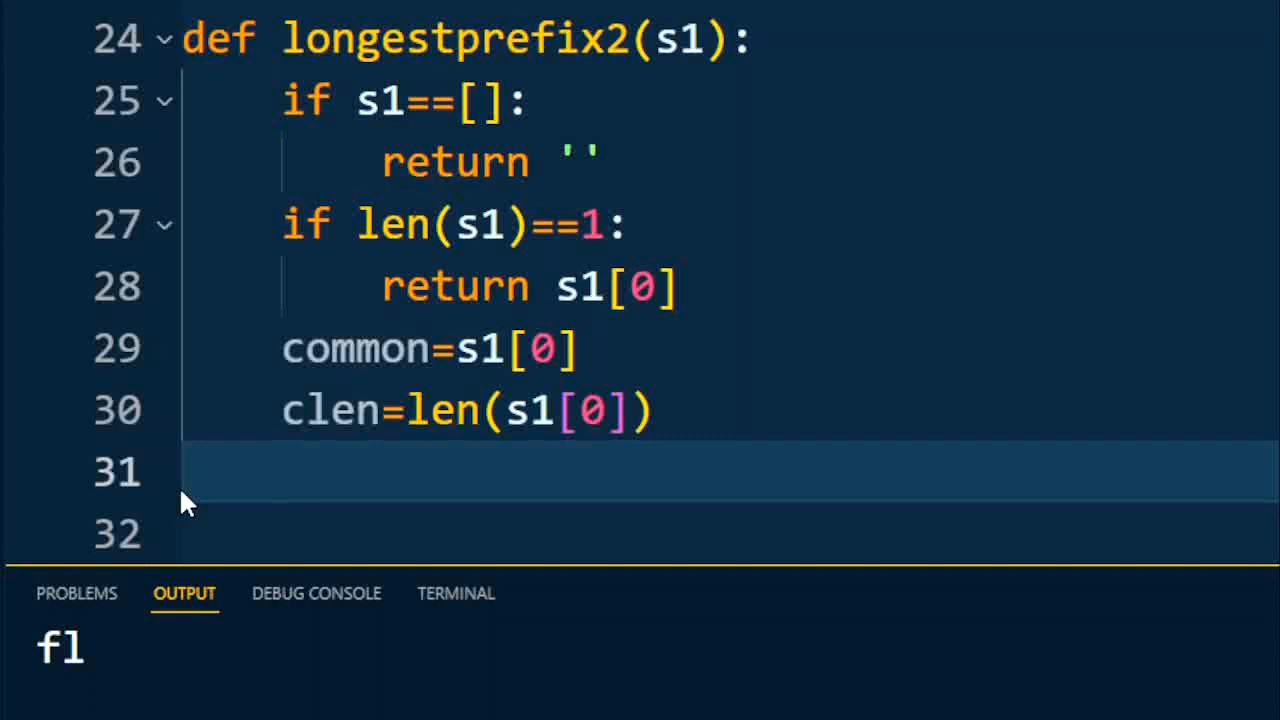 24 def longestprefix2(s1):
25 if s1==[]:
26 return ''
27 if len(s1)==1:
28 return s1[0]
29 common=s1[0]
30 clen=len(s1[0])
31
32
PROBLEMS OUTPUT DEBUG CONSOLE TERMINAL
fl